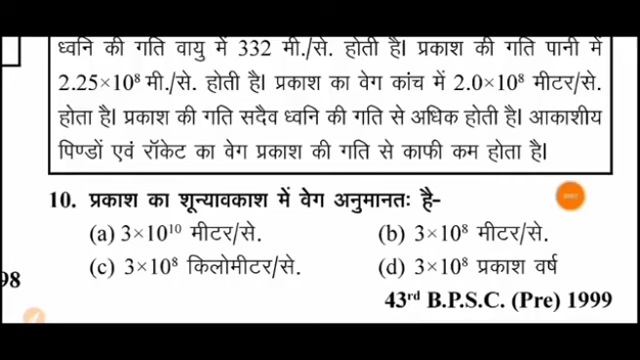 ध्वनि की गति वायु में 332 मी./से. होती है। प्रकाश की गति पानी में
2.25×10⁸ मी./से. होती है। प्रकाश का वेग कांच में 2.0×10⁸ मीटर/से.
होता है। प्रकाश की गति सदैव ध्वनि की गति से अधिक होती है। आकाशीय
पिण्डों एवं रॉकेट का वेग प्रकाश की गति से काफी कम होता है।
10. प्रकाश का शून्यावकाश में वेग अनुमानतः है-
(a) 3×10¹⁰ मीटर/से. (b) 3×10⁸ मीटर/से.
(c) 3×10⁸ किलोमीटर/से. (d) 3×10⁸ प्रकाश वर्ष
98
43ʳᵈ B.P.S.C. (Pre) 1999